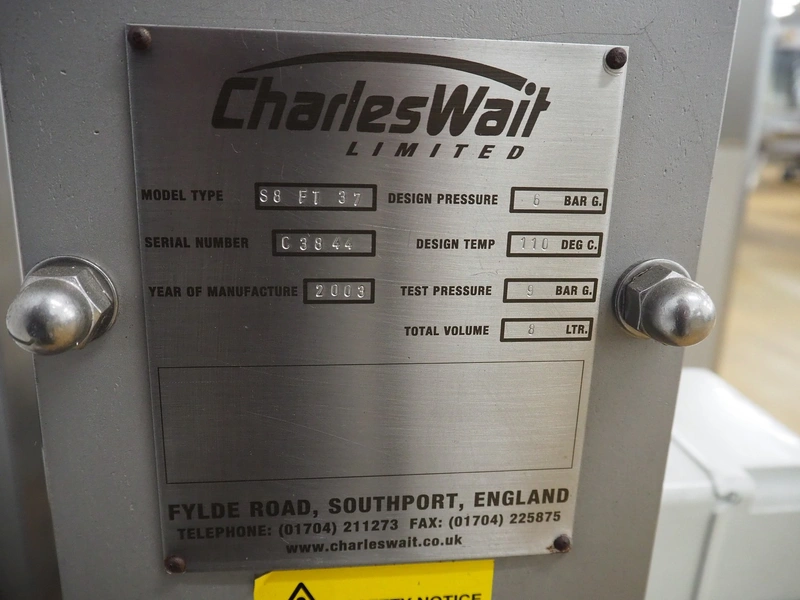 CharlesWait
LIMITED
MODEL TYPE S8 FT 37 DESIGN PRESSURE 6 BAR G.
SERIAL NUMBER C3844 DESIGN TEMP 110 DEG C.
YEAR OF MANUFACTURE 2003 TEST PRESSURE 9 BAR G.
TOTAL VOLUME 8 LTR.
FYLDE ROAD, SOUTHPORT, ENGLAND
TELEPHONE: (01704) 211273 FAX: (01704) 225875
www.charleswait.co.uk
NOTICE